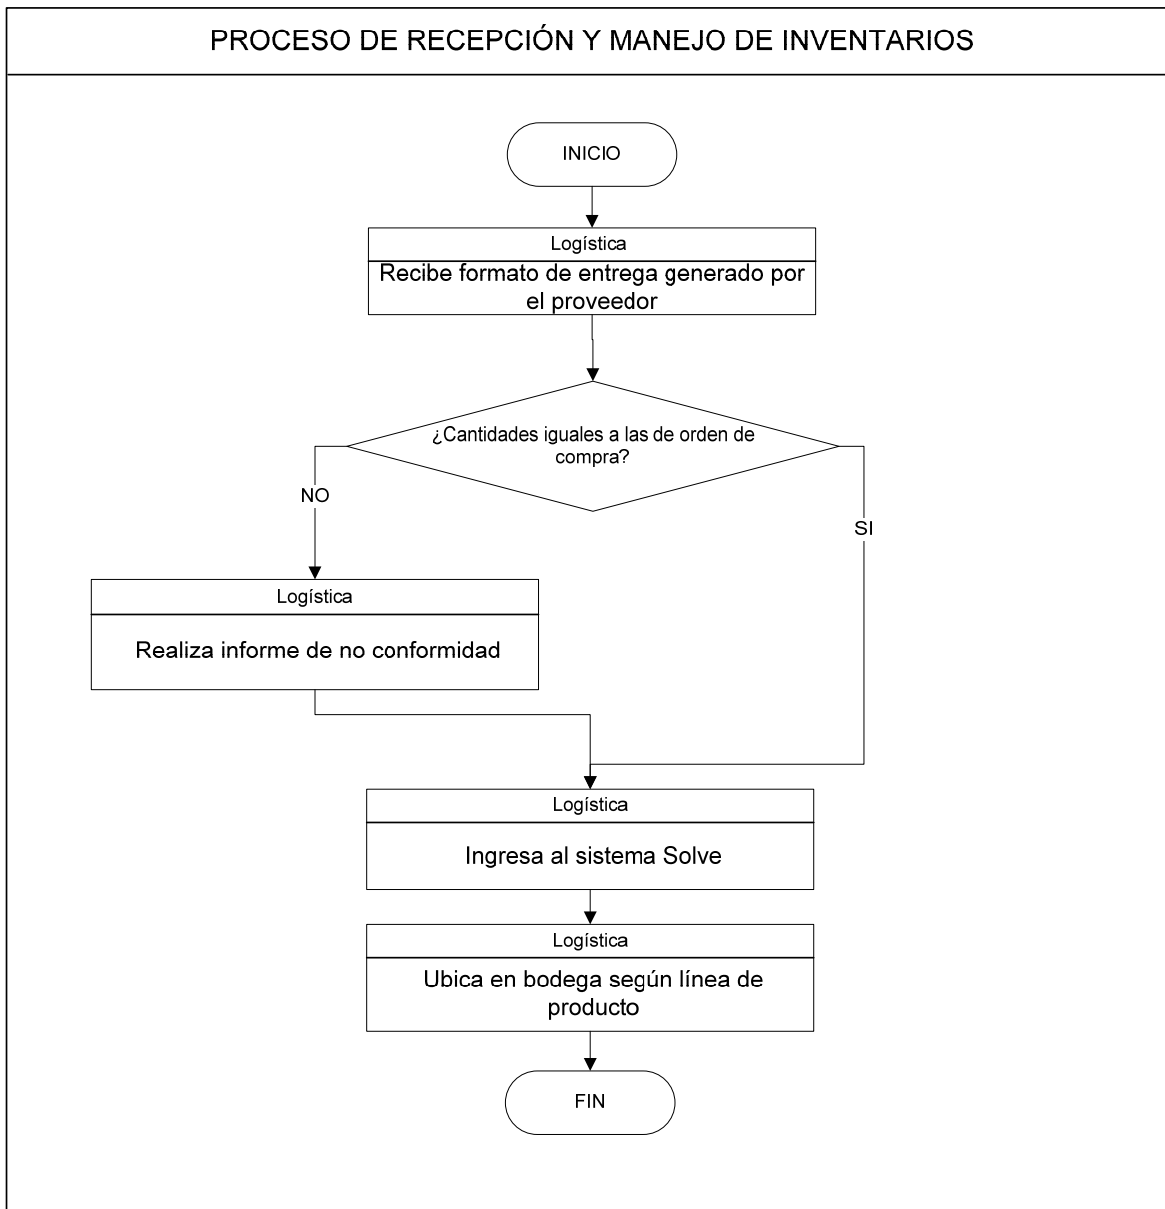 PROCESO DE RECEPCIÓN Y MANEJO DE INVENTARIOS
INICIO
Logística
Recibe formato de entrega generado por
el proveedor
¿Cantidades iguales a las de orden de
compra?
NO
SI
Logística
Realiza informe de no conformidad
Logística
Ingresa al sistema Solve
Logística
Ubica en bodega según línea de
producto
FIN